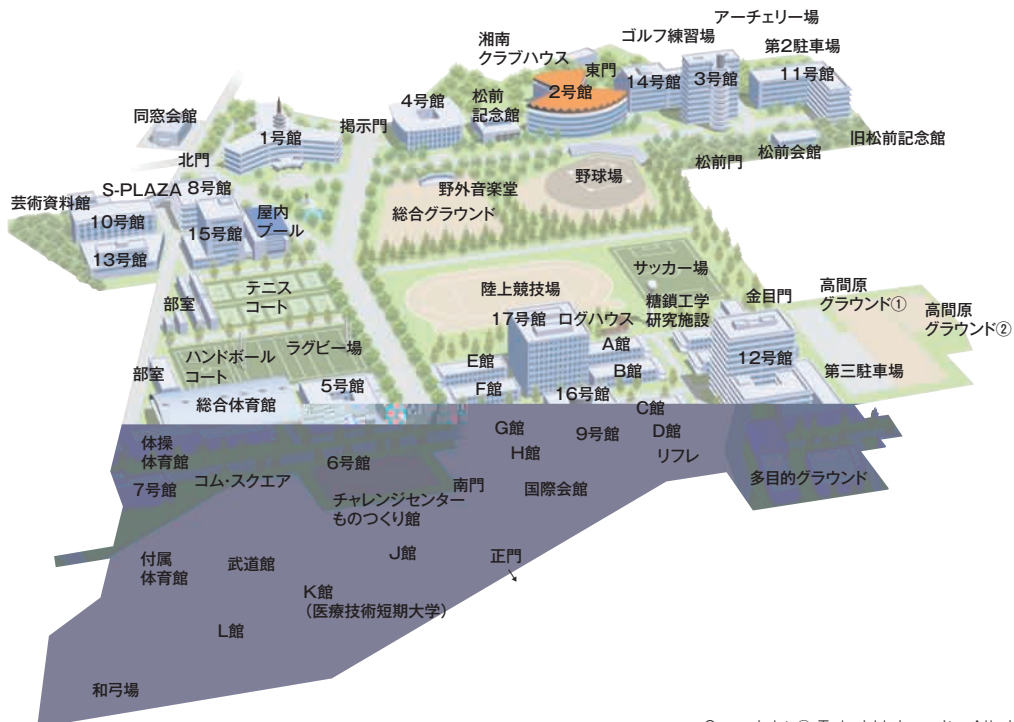 アーチェリー場
湘南
クラブハウス
ゴルフ練習場
第2駐車場
東門
14号館
3号館
11号館
2号館
4号館
松前
記念館
同窓会館
1号館
掲示門
旧松前記念館
松前会館
松前門
北門
野球場
S-PLAZA
8号館
野外音楽堂
芸術資料館
屋内
プール
総合グラウンド
10号館
15号館
13号館
サッカー場
テニス
コート
陸上競技場
糖鎖工学
研究施設
金目門
高間原
グラウンド①
高間原
グラウンド②
部室
17号館
ログハウス
A館
ラグビー場
ハンドボール
コート
E館
B館
12号館
第三駐車場
部室
5号館
F館
16号館
総合体育館
C館
G館
9号館
D館
体操
体育館
H館
リフレ
6号館
コム・スクエア
多目的グラウンド
7号館
南門
国際会館
チャレンジセンター
ものつくり館
J館
正門
付属
体育館
武道館
K館
（医療技術短期大学）
L館
和弓場